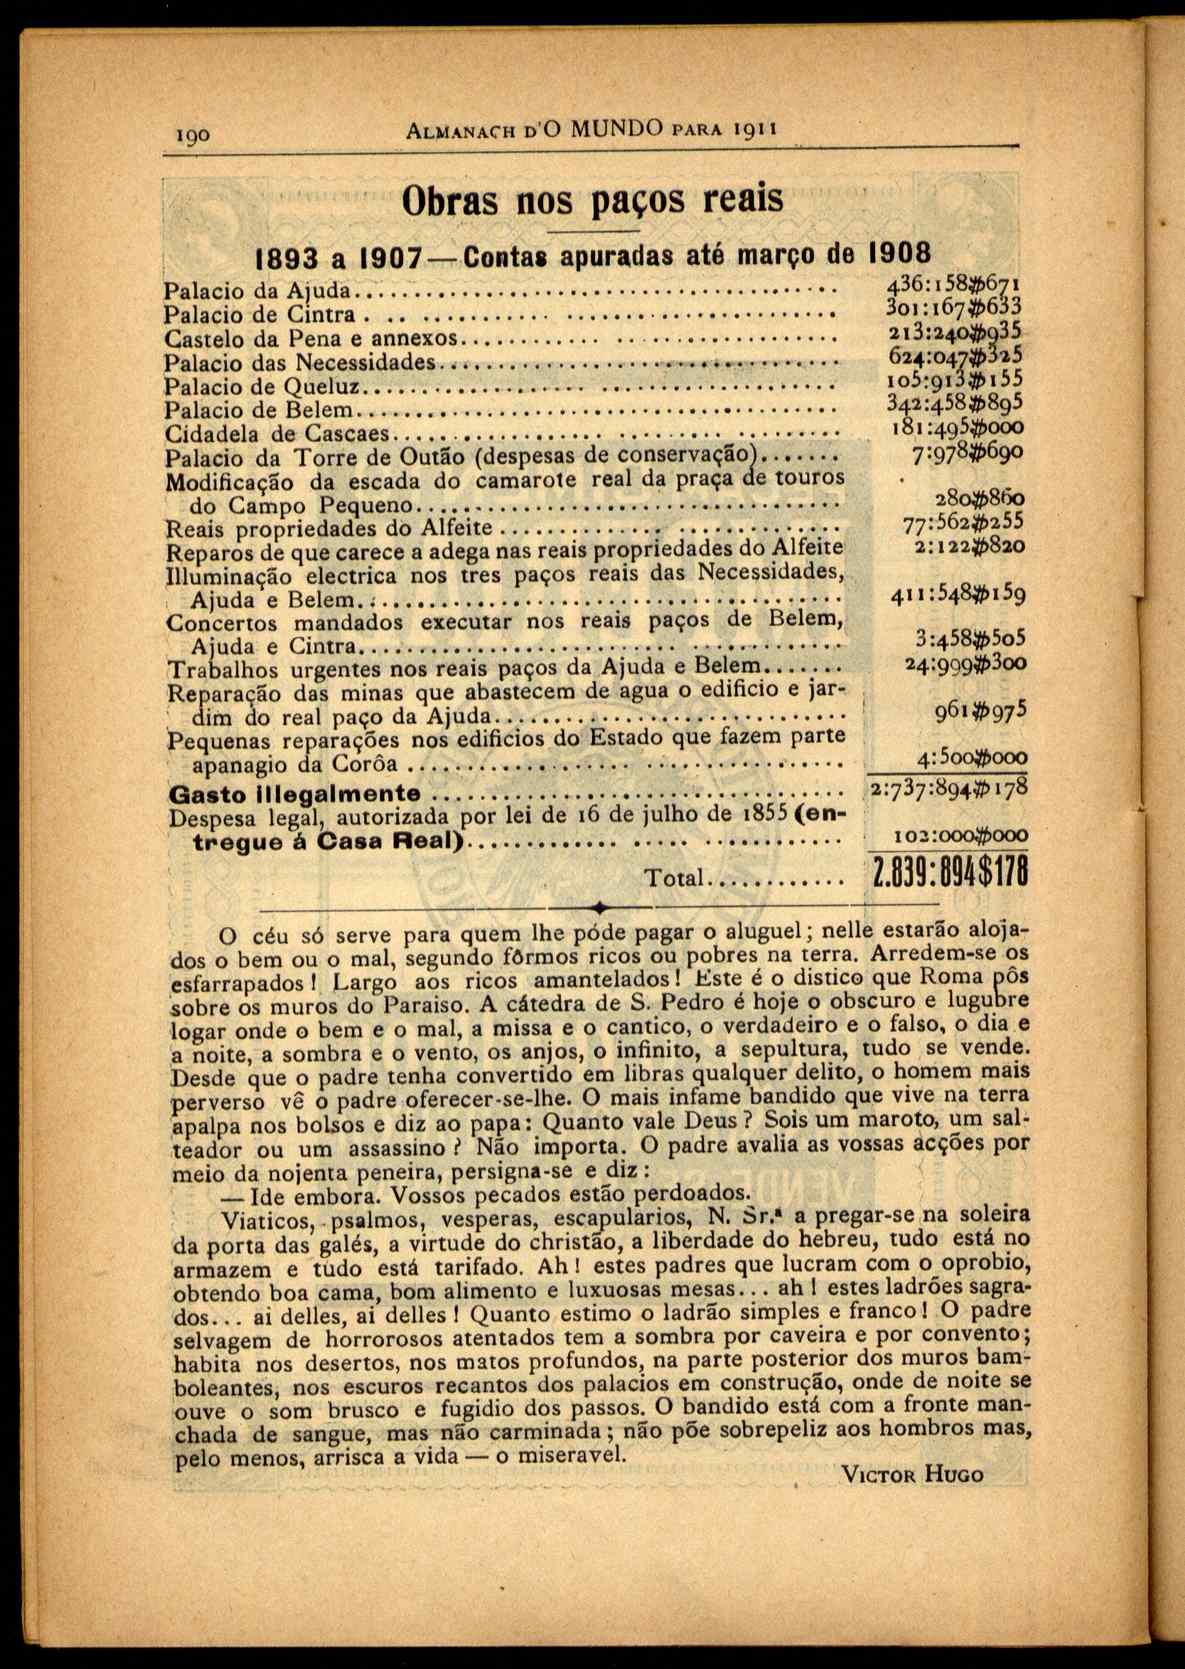 190
ALMANACH D'O MUNDO PARA 1911
Obras nos paços reais
1893 a 1907—Contas apuradas até março de 1908
Palacio da Ajuda........................................ 436:158$671
Palacio de Cintra . .. ........... ....................... 301:167$633
Castelo da Pena e annexos............ .. ................ 213:240$935
Palacio das Necessidades.................................. 624:047$325
Palacio de Queluz.................. .................... 105:913$155
Palacio de Belem........................................ 342:458$895
Cidadela de Cascaes..... ............. ......... ......... 181:495$000
Palacio da Torre de Outão (despesas de conservação)....... 7:978$690
Modificação da escada do camarote real da praça de touros
do Campo Pequeno.................................... 280$860
Reais propriedades do Alfeite .............. .............. 77:562$255
Reparos de que carece a adega nas reais propriedades do Alfeite 2:122$820
Illuminação electrica nos tres paços reais das Necessidades,
Ajuda e Belem........................................ 411:548$159
Concertos mandados executar nos reais paços de Belem,
Ajuda e Cintra.......................... ............. 3:458$505
Trabalhos urgentes nos reais paços da Ajuda e Belem....... 24:999$300
Reparação das minas que abastecem de agua o edificio e jar-
dim do real paço da Ajuda.............................. 961$975
Pequenas reparações nos edificios do Estado que fazem parte
apanagio da Corôa .................... ................. 4:500$000
Gasto illegalmente .................................... 2:737:894$178
Despesa legal, autorizada por lei de 16 de julho de 1855 (en-
tregue á Casa Real)............. ..... ............ 102:000$000
Total............ 2.839:894$178
O céu só serve para quem lhe póde pagar o aluguel; nelle estarão aloja-
dos o bem ou o mal, segundo fôrmos ricos ou pobres na terra. Arredem-se os
esfarrapados! Largo aos ricos amantelados! Este é o distico que Roma pôs
sobre os muros do Paraiso. A cátedra de S. Pedro é hoje o obscuro e lugubre
logar onde o bem e o mal, a missa e o cantico, o verdadeiro e o falso, o dia e
a noite, a sombra e o vento, os anjos, o infinito, a sepultura, tudo se vende.
Desde que o padre tenha convertido em libras qualquer delito, o homem mais
perverso vê o padre oferecer-se-lhe. O mais infame bandido que vive na terra
apalpa nos bolsos e diz ao papa: Quanto vale Deus? Sois um maroto, um sal-
teador ou um assassino? Não importa. O padre avalia as vossas acções por
meio da nojenta peneira, persigna-se e diz:
— Ide embora. Vossos pecados estão perdoados.
Viaticos, psalmos, vesperas, escapularios, N. Sr.ª a pregar-se na soleira
da porta das galés, a virtude do christão, a liberdade do hebreu, tudo está no
armazem e tudo está tarifado. Ah! estes padres que lucram com o oprobio,
obtendo boa cama, bom alimento e luxuosas mesas... ah! estes ladrões sagra-
dos... ai delles, ai delles! Quanto estimo o ladrão simples e franco! O padre
selvagem de horrorosos atentados tem a sombra por caveira e por convento;
habita nos desertos, nos matos profundos, na parte posterior dos muros bam-
boleantes, nos escuros recantos dos palacios em construção, onde de noite se
ouve o som brusco e fugidio dos passos. O bandido está com a fronte man-
chada de sangue, mas não carminada; não põe sobrepeliz aos hombros mas,
pelo menos, arrisca a vida — o miseravel.
VICTOR HUGO